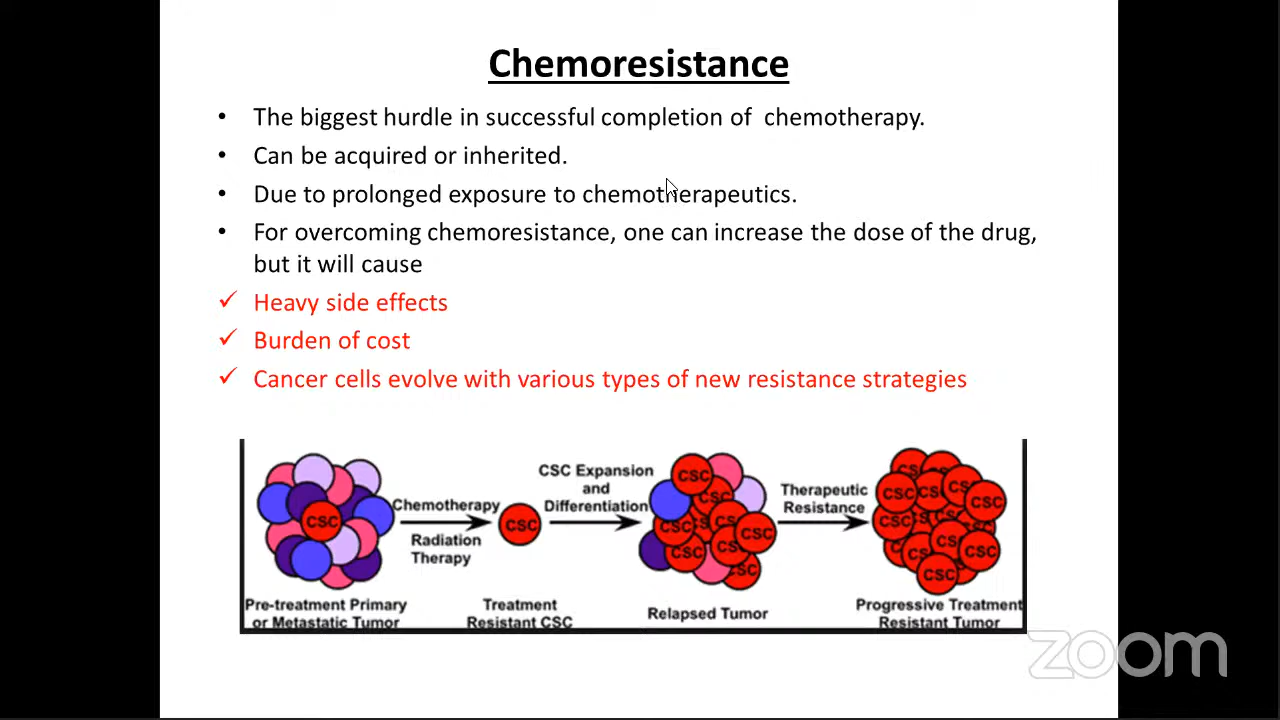 Chemoresistance
• The biggest hurdle in successful completion of chemotherapy.
• Can be acquired or inherited.
• Due to prolonged exposure to chemotherapeutics.
• For overcoming chemoresistance, one can increase the dose of the drug,
but it will cause
✓ Heavy side effects
✓ Burden of cost
✓ Cancer cells evolve with various types of new resistance strategies
CSC
Chemotherapy
Radiation
Therapy
CSC
CSC Expansion
and
Differentiation
CSC
CSC
CSC
CSC
CSC
CSC
CSC
CSC
Therapeutic
Resistance
CSC
CSC
CSC
CSC
CSC
CSC
CSC
CSC
CSC
CSC
Pre-treatment Primary
or Metastatic Tumor
Treatment
Resistant CSC
Relapsed Tumor
Progressive Treatment
Resistant Tumor
zoom